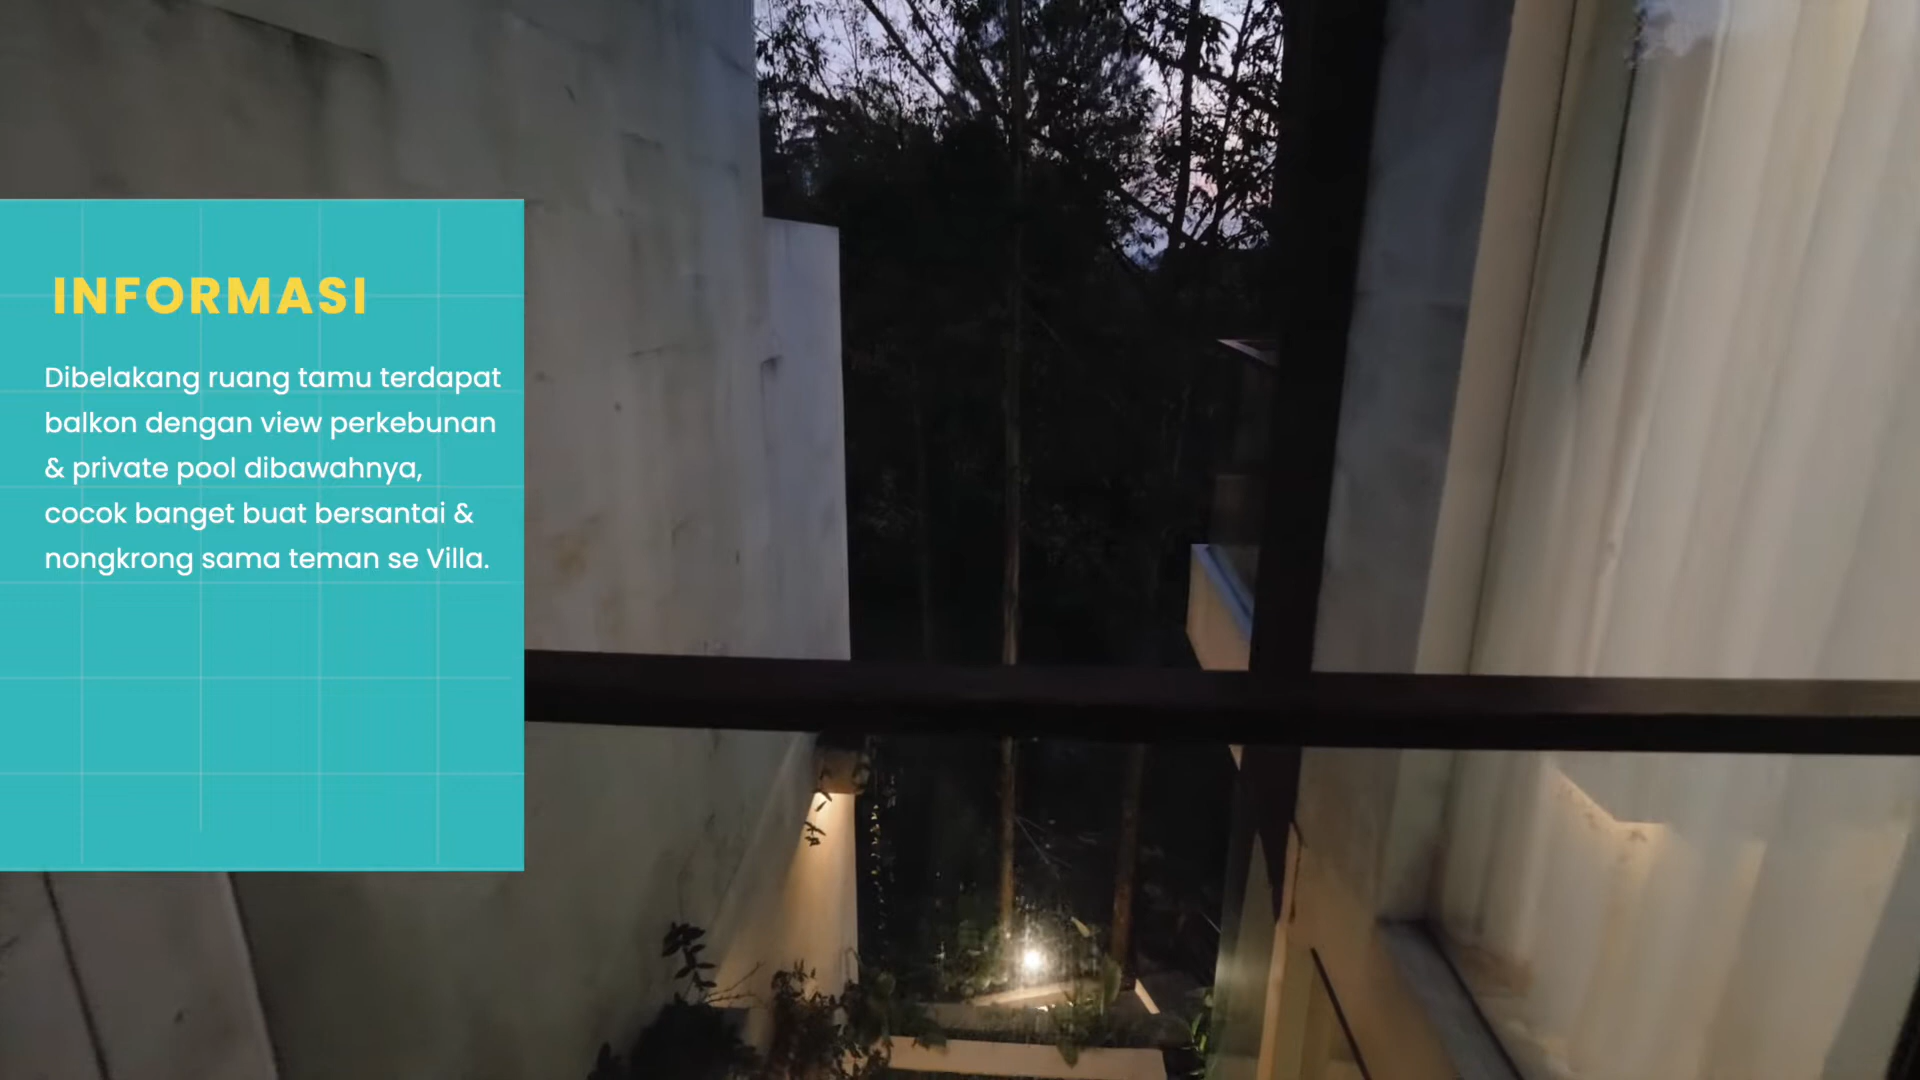 INFORMASI
Dibelakang ruang tamu terdapat
balkon dengan view perkebunan
& private pool dibawahnya,
cocok banget buat bersantai &
nongkrong sama teman se Villa.